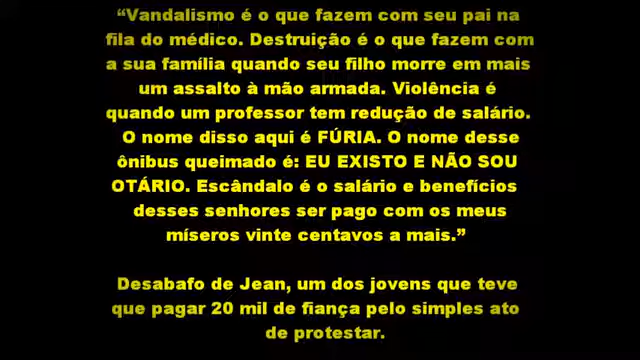 “Vandalismo é o que fazem com seu pai na
fila do médico. Destruição é o que fazem com
a sua família quando seu filho morre em mais
um assalto à mão armada. Violência é
quando um professor tem redução de salário.
O nome disso aqui é FÚRIA. O nome desse
ônibus queimado é: EU EXISTO E NÃO SOU
OTÁRIO. Escândalo é o salário e benefícios
desses senhores ser pago com os meus
míseros vinte centavos a mais.”
Desabafo de Jean, um dos jovens que teve
que pagar 20 mil de fiança pelo simples ato
de protestar.